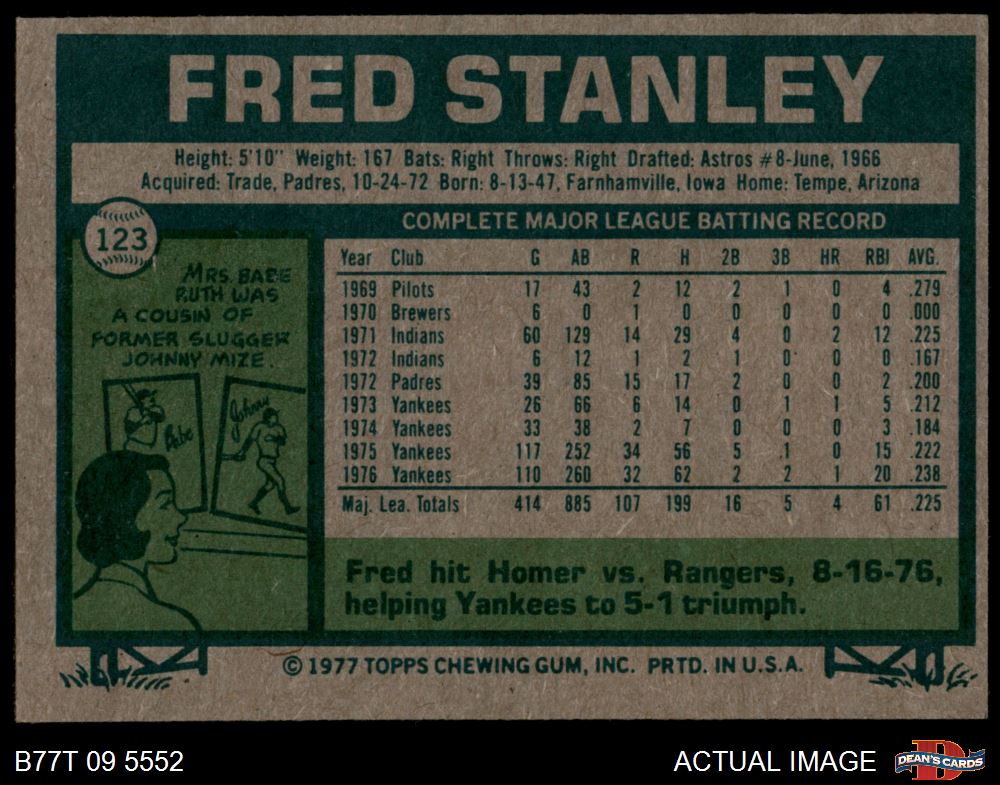 FRED STANLEY
Height: 5'10" Weight: 167 Bats: Right Throws: Right Drafted: Astros #8-June, 1966
Acquired: Trade, Padres, 10-24-72 Born: 8-13-47, Farnhamville, Iowa Home: Tempe, Arizona
123
MRS. BABE
RUTH WAS
A COUSIN OF
FORMER SLUGGER
JOHNNY MIZE.
Babe
Johnny
COMPLETE MAJOR LEAGUE BATTING RECORD
Year Club G AB R H 2B 3B HR RBI AVG.
1969 Pilots 17 43 2 12 2 1 0 4 .279
1970 Brewers 6 0 1 0 0 0 0 0 .000
1971 Indians 60 129 14 29 4 0 2 12 .225
1972 Indians 6 12 1 2 1 0 0 0 .167
1972 Padres 39 85 15 17 2 0 0 2 .200
1973 Yankees 26 66 6 14 0 1 1 5 .212
1974 Yankees 33 38 2 7 0 0 0 3 .184
1975 Yankees 117 252 34 56 5 .1 0 15 .222
1976 Yankees 110 260 32 62 2 2 1 20 .238
Maj. Lea. Totals 414 885 107 199 16 5 4 61 .225
Fred hit Homer vs. Rangers, 8-16-76,
helping Yankees to 5-1 triumph.
© 1977 TOPPS CHEWING GUM, INC. PRTD. IN U.S.A.
B77T 09 5552
ACTUAL IMAGE
D
DEAN'S CARDS